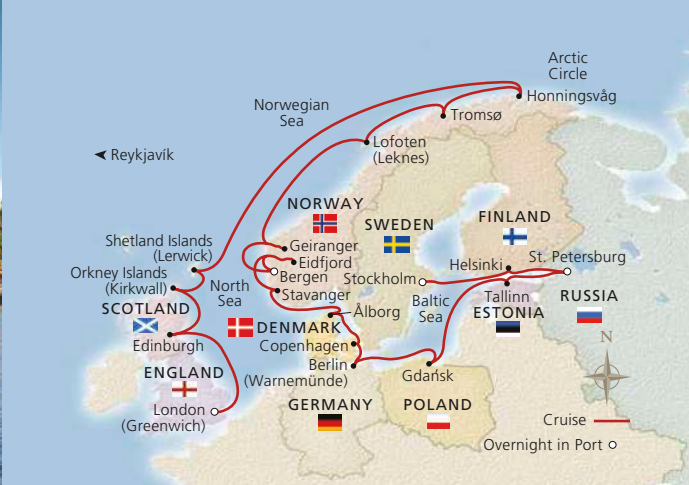 Arctic
Circle
Honningsvåg
Norwegian
Sea
Tromsø
Lofoten
(Leknes)
Reykjavík
NORWAY
SWEDEN
FINLAND
Shetland Islands
(Lerwick)
Geiranger
Eidfjord
Bergen
Helsinki
St. Petersburg
Orkney Islands
(Kirkwall)
Stockholm
North
Sea
Stavanger
Tallinn
RUSSIA
SCOTLAND
Baltic
Sea
ESTONIA
Ålborg
DENMARK
Edinburgh
Copenhagen
N
Berlin
(Warnemünde)
Gdańsk
ENGLAND
London
(Greenwich)
GERMANY
POLAND
Cruise
Overnight in Port